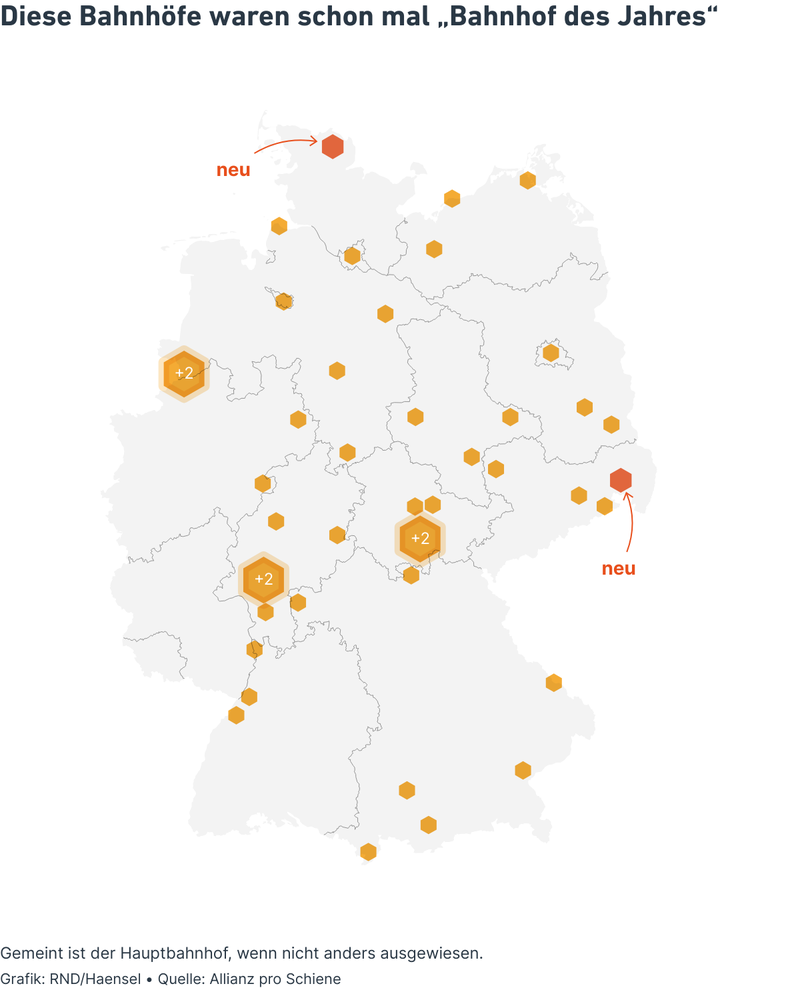 Diese Bahnhöfe waren schon mal „Bahnhof des Jahres“
neu
+2
+2
neu
+2
Gemeint ist der Hauptbahnhof, wenn nicht anders ausgewiesen.
Grafik: RND/Haensel • Quelle: Allianz pro Schiene